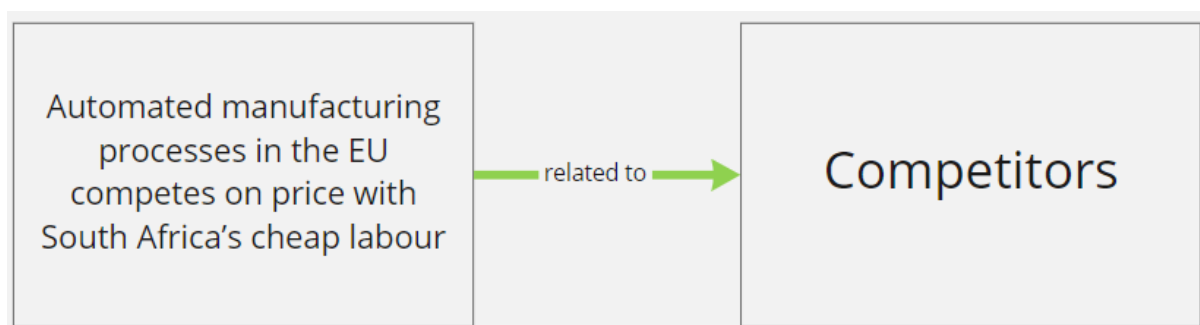 Automated manufacturing
processes in the EU
competes on price with
South Africa’s cheap labour
related to
Competitors